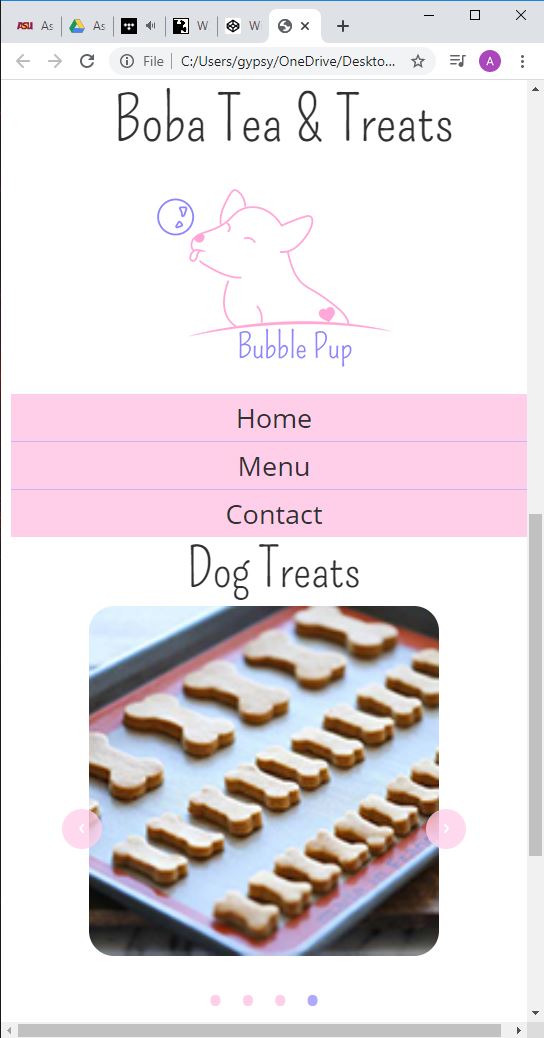 ASU As
As
W
W
File | C:/Users/gypsy/OneDrive/Deskto...
A
Boba Tea & Treats
Bubble Pup
Home
Menu
Contact
Dog Treats